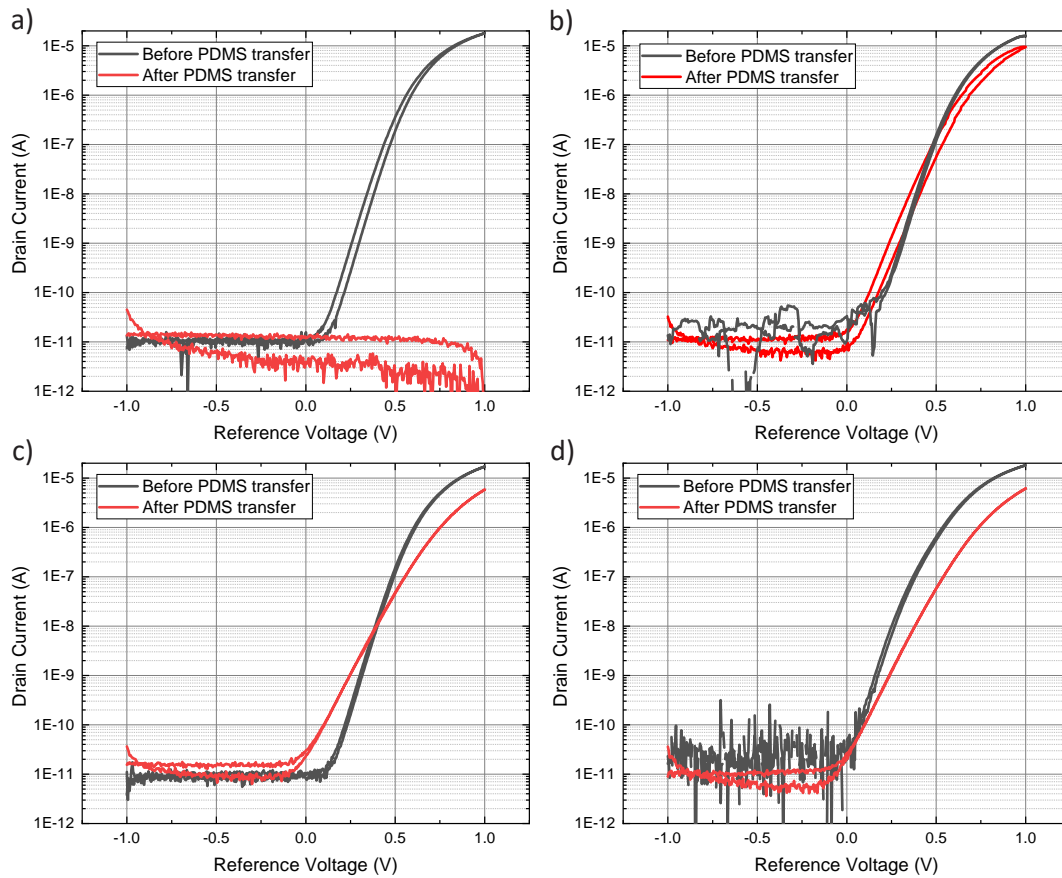 a)
Before PDMS transfer
After PDMS transfer
1E-5
1E-6
1E-7
1E-8
1E-9
1E-10
1E-11
1E-12
Drain Current (A)
-1.0 -0.5 0.0 0.5 1.0
Reference Voltage (V)
b)
Before PDMS transfer
After PDMS transfer
1E-5
1E-6
1E-7
1E-8
1E-9
1E-10
1E-11
1E-12
Drain Current (A)
-1.0 -0.5 0.0 0.5 1.0
Reference Voltage (V)
c)
Before PDMS transfer
After PDMS transfer
1E-5
1E-6
1E-7
1E-8
1E-9
1E-10
1E-11
1E-12
Drain Current (A)
-1.0 -0.5 0.0 0.5 1.0
Reference Voltage (V)
d)
Before PDMS transfer
After PDMS transfer
1E-5
1E-6
1E-7
1E-8
1E-9
1E-10
1E-11
1E-12
Drain Current (A)
-1.0 -0.5 0.0 0.5 1.0
Reference Voltage (V)